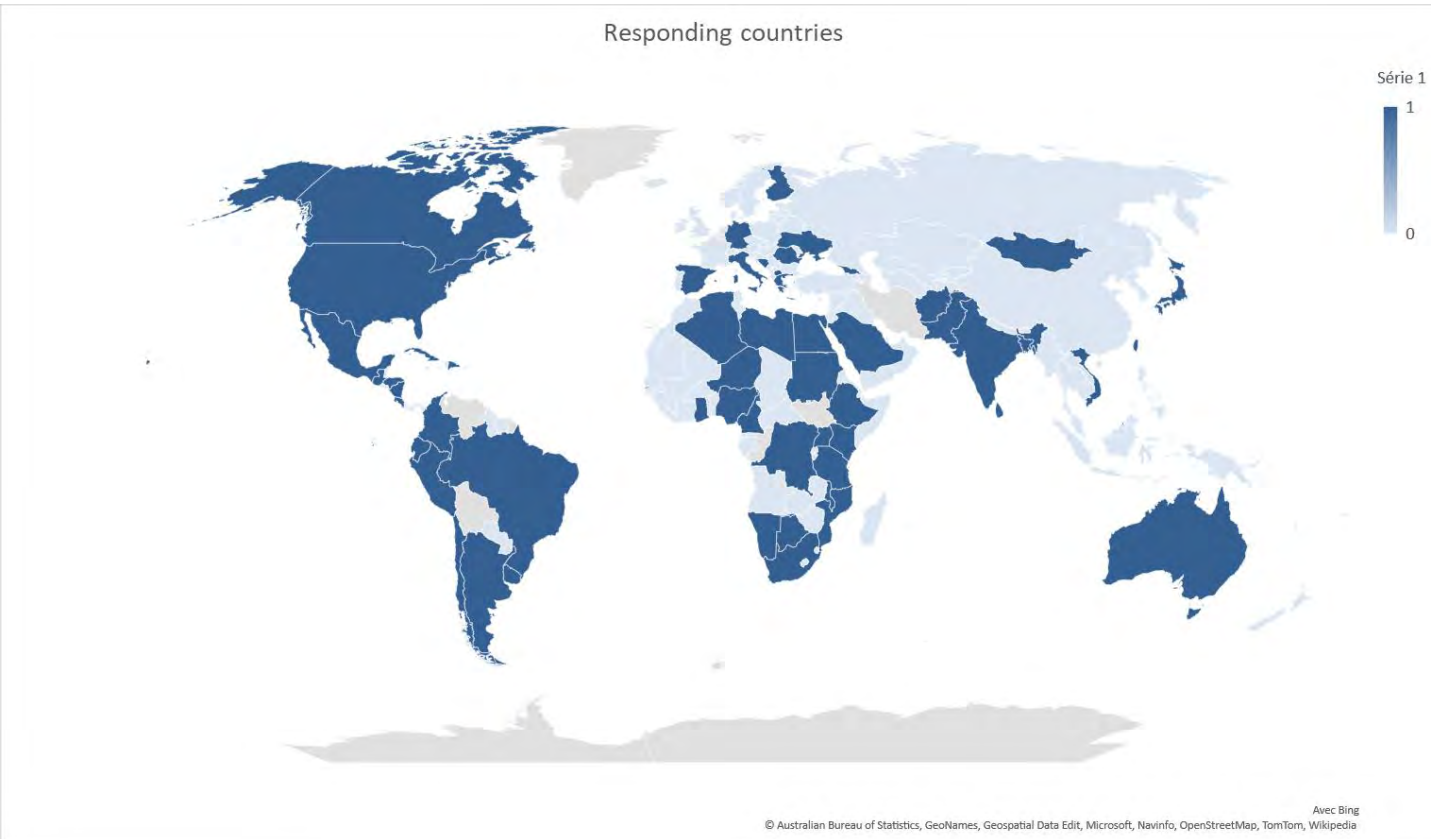 Responding countries
Série 1
1
0
Avec Bing
© Australian Bureau of Statistics, GeoNames, Geospatial Data Edit, Microsoft, Navinfo, OpenStreetMap, TomTom, Wikipedia